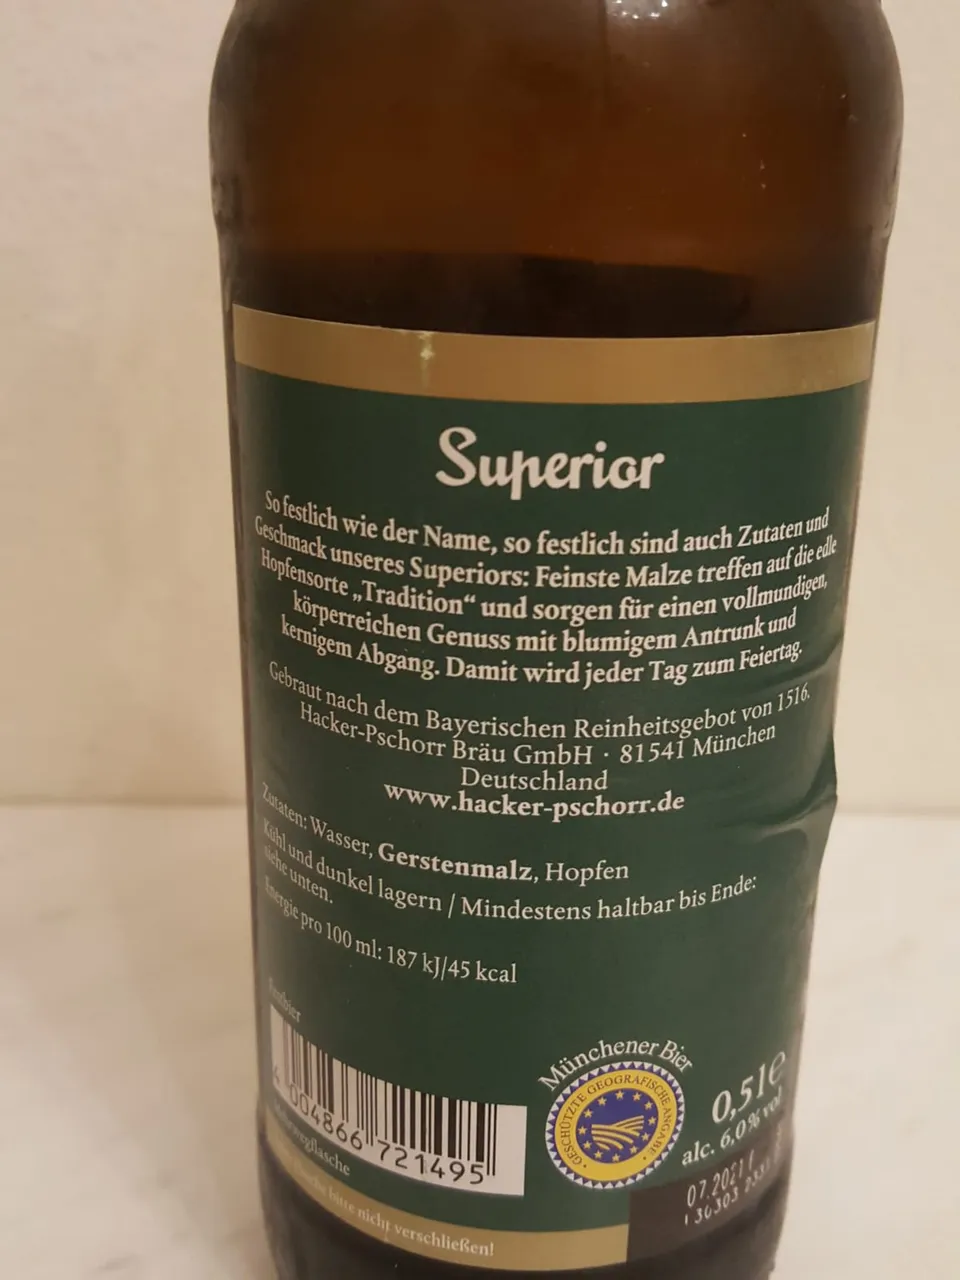 Superior
So festlich wie der Name, so festlich sind auch Zutaten und
Geschmack unseres Superiors: Feinste Malze treffen auf die edle
Hopfensorte „Tradition“ und sorgen für einen vollmundigen,
körperreichen Genuss mit blumigem Antrunk und
kernigem Abgang. Damit wird jeder Tag zum Feiertag.
Gebraut nach dem Bayerischen Reinheitsgebot von 1516.
Hacker-Pschorr Bräu GmbH · 81541 München
Deutschland
www.hacker-pschorr.de
Zutaten: Wasser, Gerstenmalz, Hopfen
Kühl und dunkel lagern / Mindestens haltbar bis Ende:
siehe unten.
Energie pro 100 ml: 187 kJ/45 kcal
4 004866 721495
Münchener Bier
GESCHÜTZTE GEOGRAFISCHE ANGABE
0,5l e
alc. 6,0% vol
07.2021
bitte nicht verschließen!